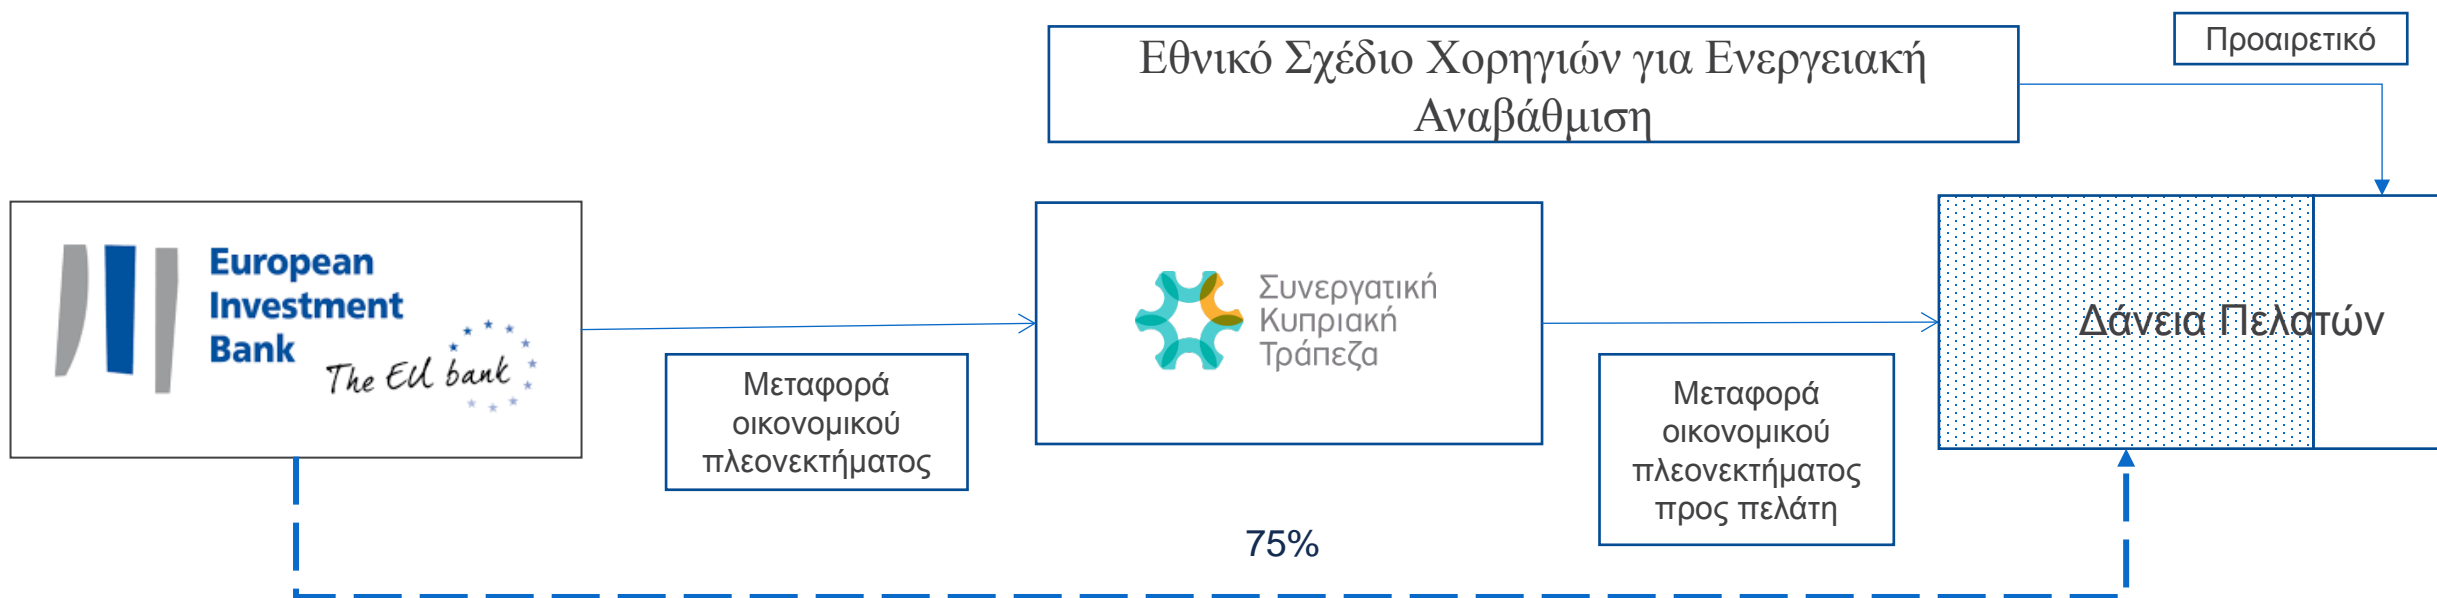 Προαιρετικό
Εθνικό Σχέδιο Χορηγιών για Ενεργειακή
Αναβάθμιση
European
Investment
Bank
The EU bank
Συνεργατική
Κυπριακή
Τράπεζα
Δάνεια Πελατών
Μεταφορά
οικονομικού
πλεονεκτήματος
Μεταφορά
οικονομικού
πλεονεκτήματος
προς πελάτη
75%